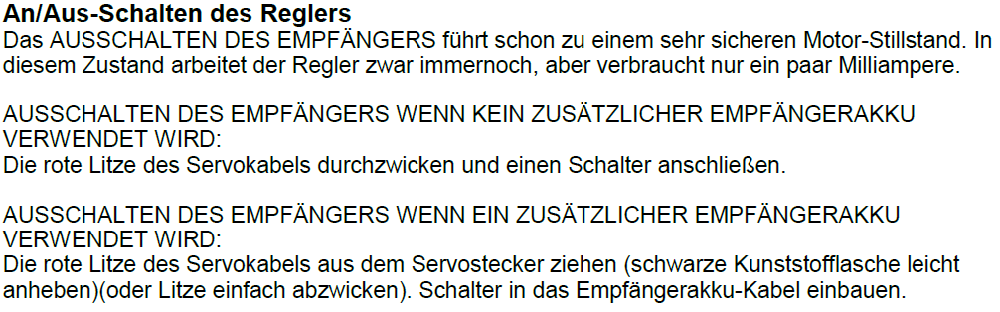 An/Aus-Schalten des Reglers
Das AUSSCHALTEN DES EMPFÄNGERS führt schon zu einem sehr sicheren Motor-Stillstand. In
diesem Zustand arbeitet der Regler zwar immernoch, aber verbraucht nur ein paar Milliampere.
AUSSCHALTEN DES EMPFÄNGERS WENN KEIN ZUSÄTZLICHER EMPFÄNGERAKKU
VERWENDET WIRD:
Die rote Litze des Servokabels durchzwicken und einen Schalter anschließen.
AUSSCHALTEN DES EMPFÄNGERS WENN EIN ZUSÄTZLICHER EMPFÄNGERAKKU
VERWENDET WIRD:
Die rote Litze des Servokabels aus dem Servostecker ziehen (schwarze Kunststofflasche leicht
anheben)(oder Litze einfach abzwicken). Schalter in das Empfängerakku-Kabel einbauen.